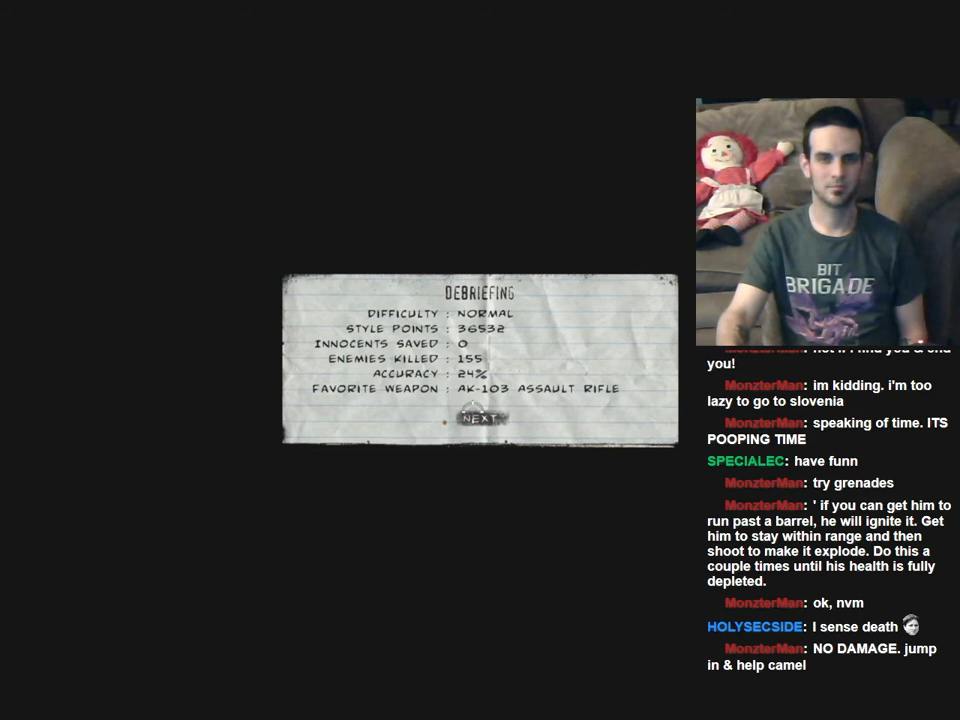 DEBRIEFING
DIFFICULTY : NORMAL
STYLE POINTS : 36532
INNOCENTS SAVED : 0
ENEMIES KILLED : 155
ACCURACY : 24%
FAVORITE WEAPON : AK-103 ASSAULT RIFLE
NEXT
BIT
BRIGADE
you!
MonzterMan: im kidding. i'm too
lazy to go to slovenia
MonzterMan: speaking of time. ITS
POOPING TIME
SPECIALEC: have funn
MonzterMan: try grenades
MonzterMan: ' if you can get him to
run past a barrel, he will ignite it. Get
him to stay within range and then
shoot to make it explode. Do this a
couple times until his health is fully
depleted.
MonzterMan: ok, nvm
HOLYSECSIDE: I sense death
MonzterMan: NO DAMAGE. jump
in & help camel